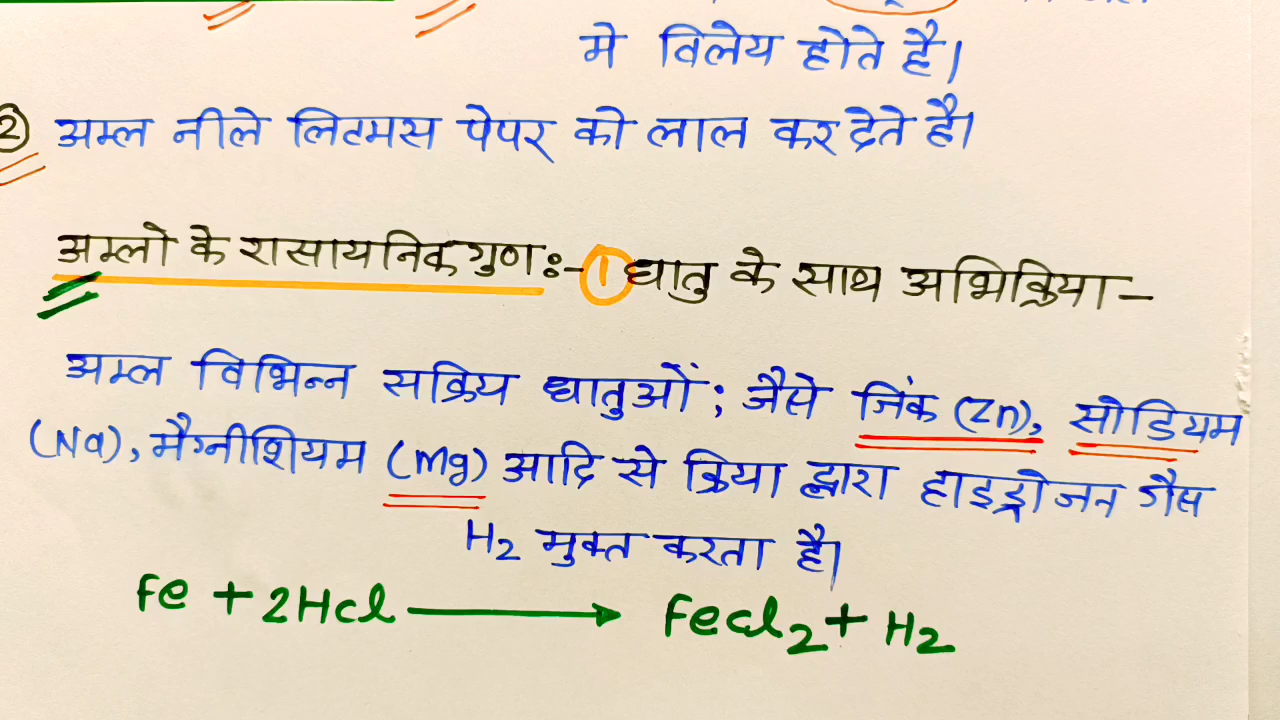 मे विलेय होते है।
② अम्ल नीले लिटमस पेपर को लाल कर देते है।
अम्लो के रासायनिक गुण :- ① धातु के साथ अभिक्रिया -
अम्ल विभिन्न सक्रिय धातुओं ; जैसे जिंक (Zn), सोडियम
(Na), मैग्नीशियम (Mg) आदि से क्रिया द्वारा हाइड्रोजन गैस
H₂ मुक्त करता है।
Fe + 2HCl ⟶ FeCl₂ + H₂